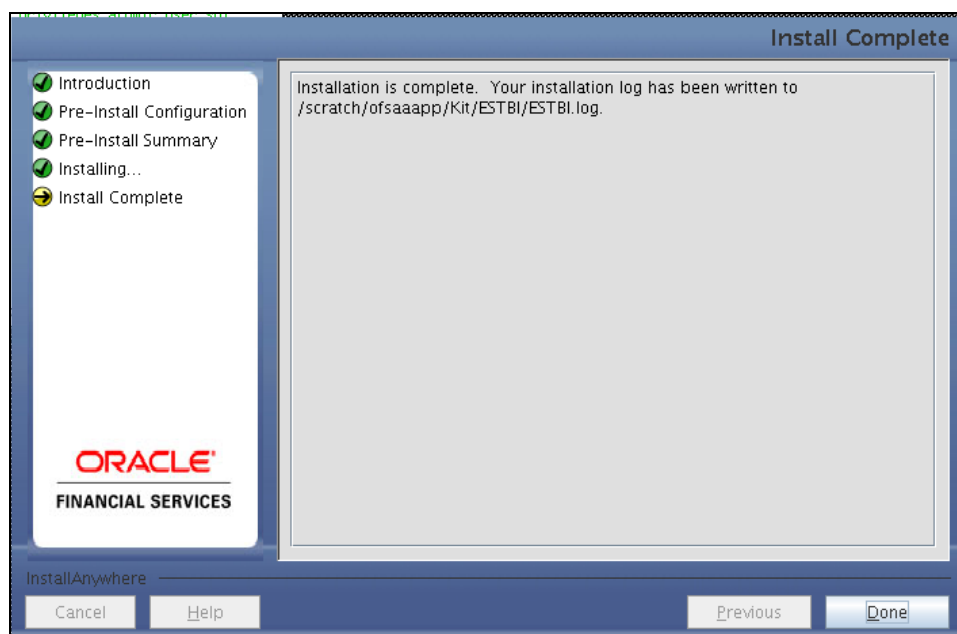 Install Complete
Introduction
Pre-Install Configuration
Pre-Install Summary
Installing...
Install Complete
Installation is complete. Your installation log has been written to
/scratch/ofsaaapp/Kit/ESTBI/ESTBI.log.
ORACLE'
FINANCIAL SERVICES
InstallAnywhere
Cancel
Help
Previous
Done